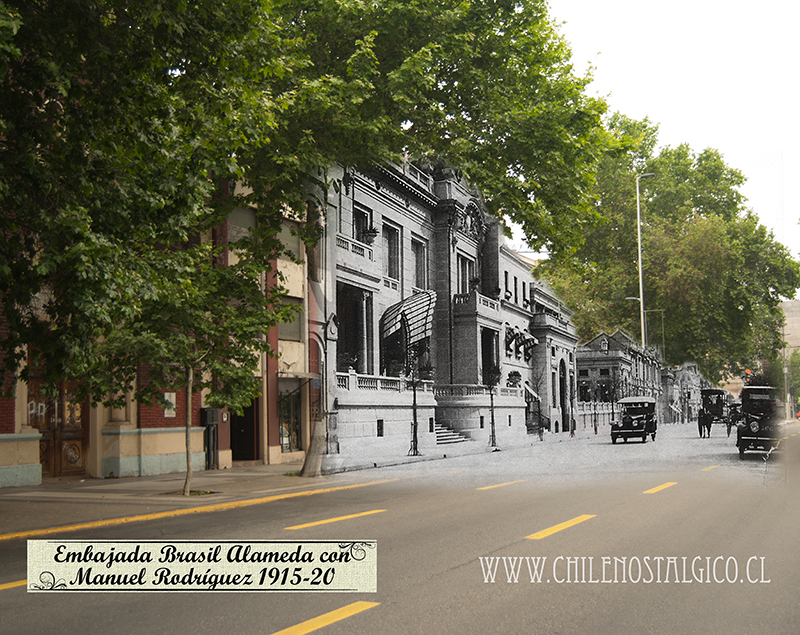 Embajada Brasil Alameda con
Manuel Rodríguez 1915-20
WWW.CHILENOSTALGICO.CL